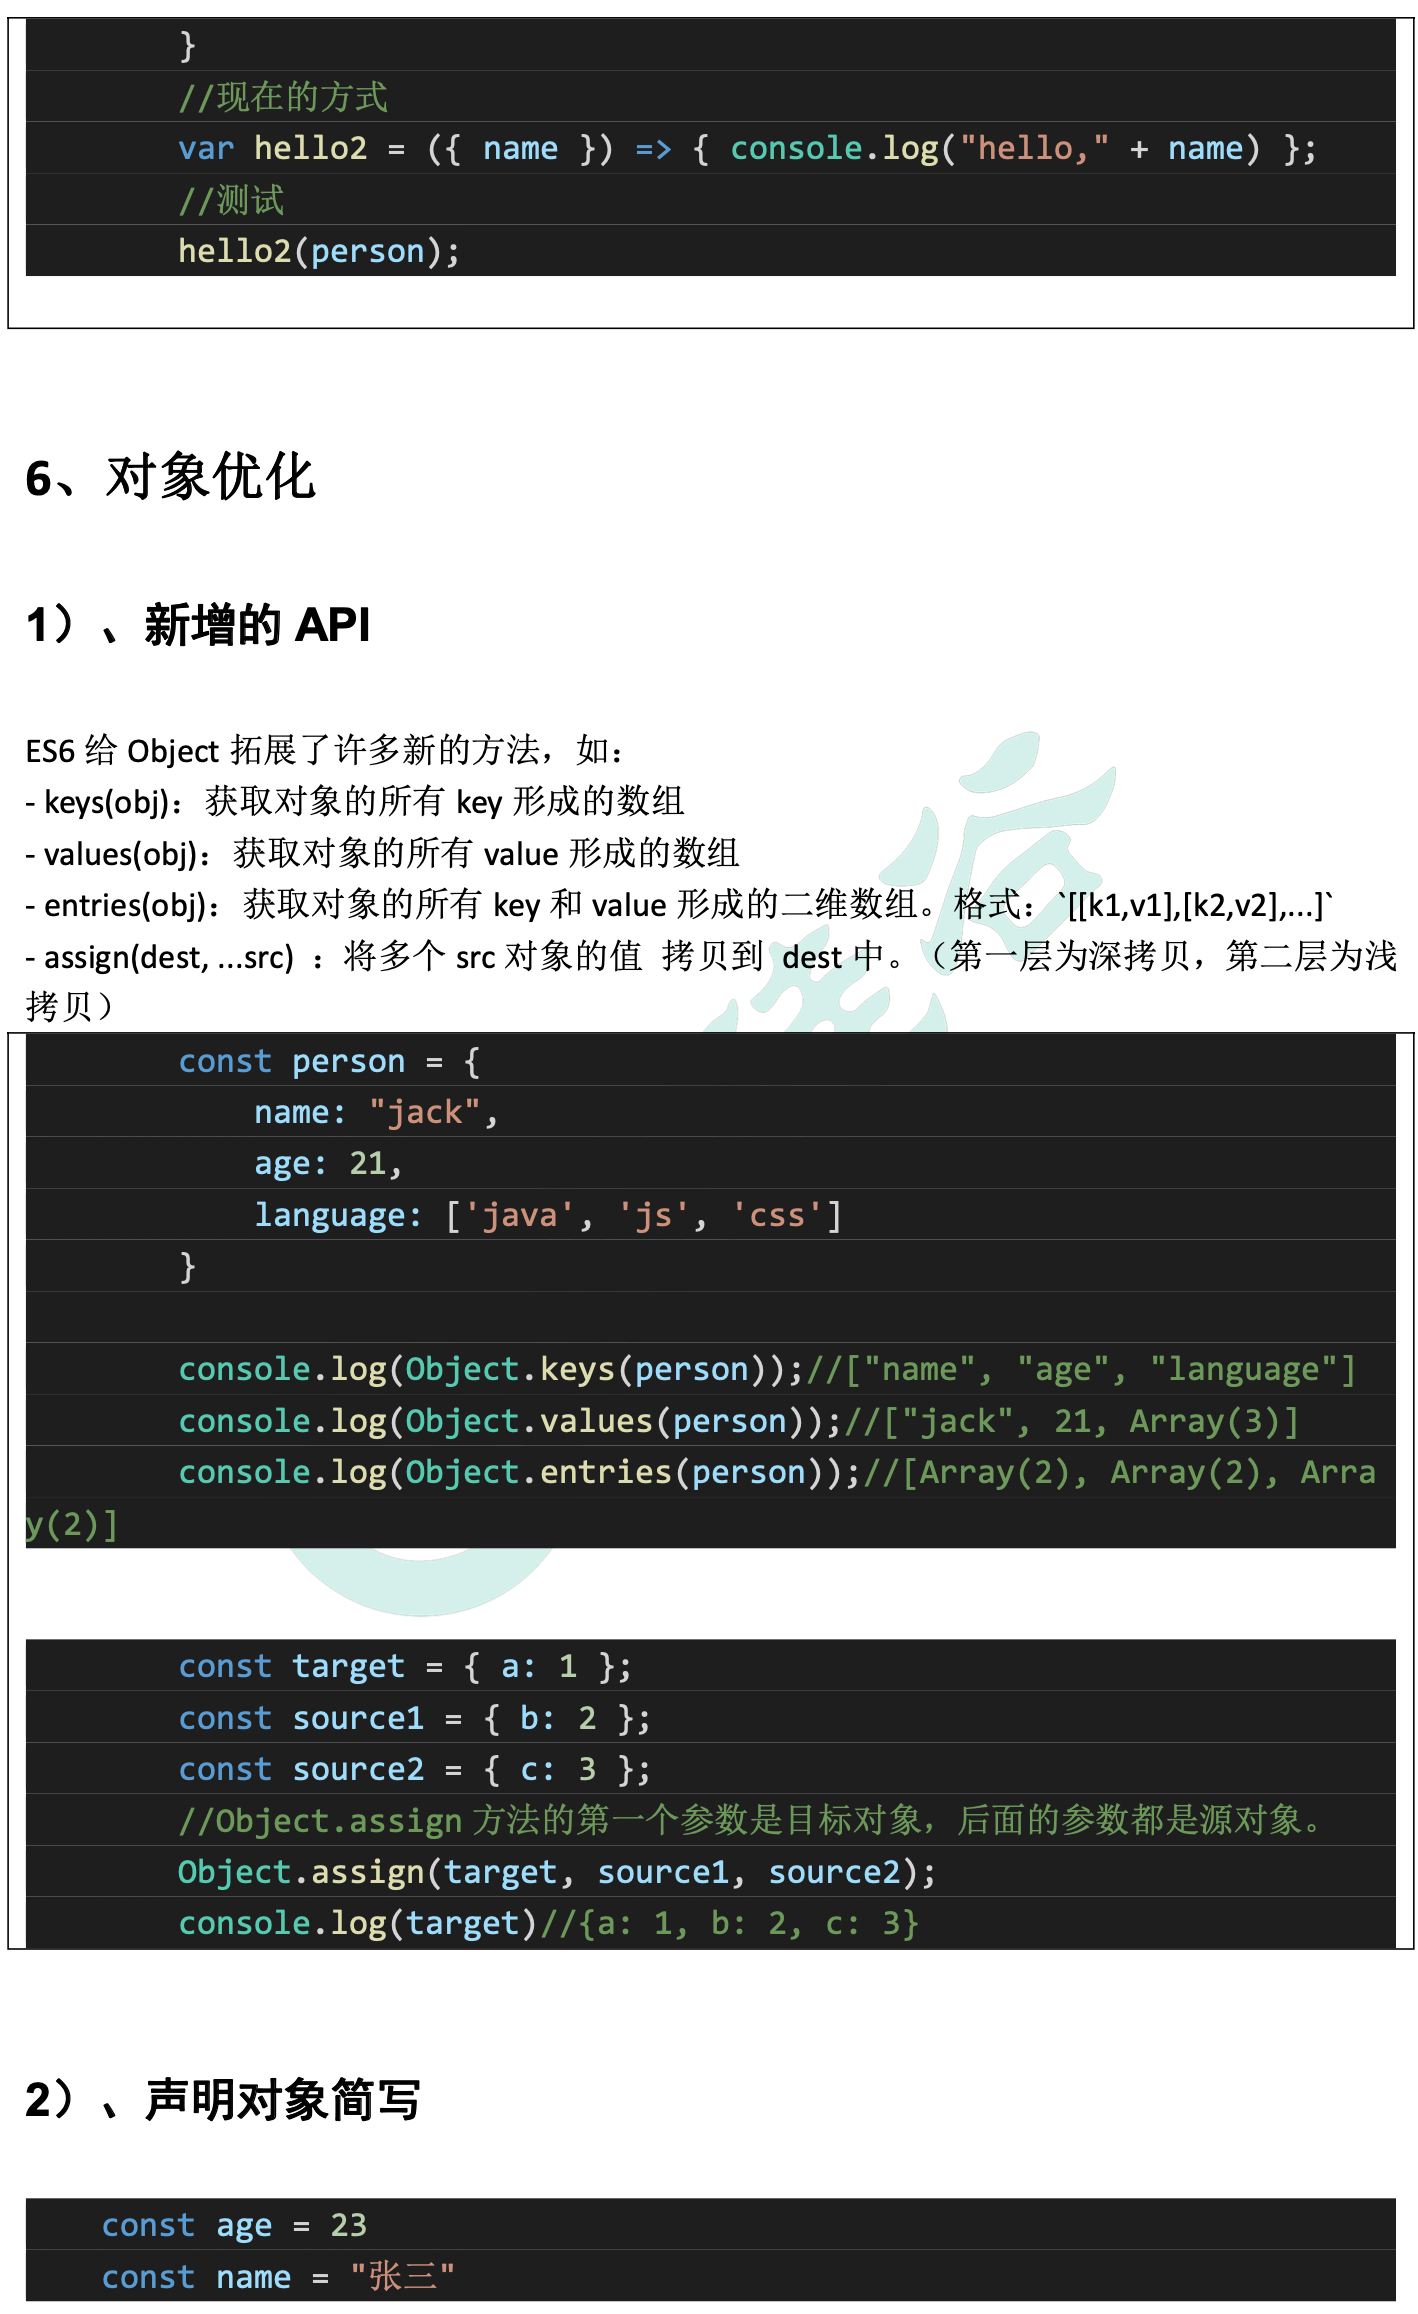 }
//现在的方式
var hello2 = ({ name }) => { console.log("hello," + name) };
//测试
hello2(person);
6、对象优化
1）、新增的 API
ES6 给 Object 拓展了许多新的方法，如：
- keys(obj)：获取对象的所有 key 形成的数组
- values(obj)：获取对象的所有 value 形成的数组
- entries(obj)：获取对象的所有 key 和 value 形成的二维数组。格式：`[[k1,v1],[k2,v2],...]`
- assign(dest, ...src) ：将多个 src 对象的值 拷贝到 dest 中。（第一层为深拷贝，第二层为浅
拷贝）
const person = {
name: "jack",
age: 21,
language: ['java', 'js', 'css']
}
console.log(Object.keys(person));//["name", "age", "language"]
console.log(Object.values(person));//["jack", 21, Array(3)]
console.log(Object.entries(person));//[Array(2), Array(2), Arra
y(2)]
const target = { a: 1 };
const source1 = { b: 2 };
const source2 = { c: 3 };
//Object.assign 方法的第一个参数是目标对象，后面的参数都是源对象。
Object.assign(target, source1, source2);
console.log(target)//{a: 1, b: 2, c: 3}
2）、声明对象简写
const age = 23
const name = "张三"